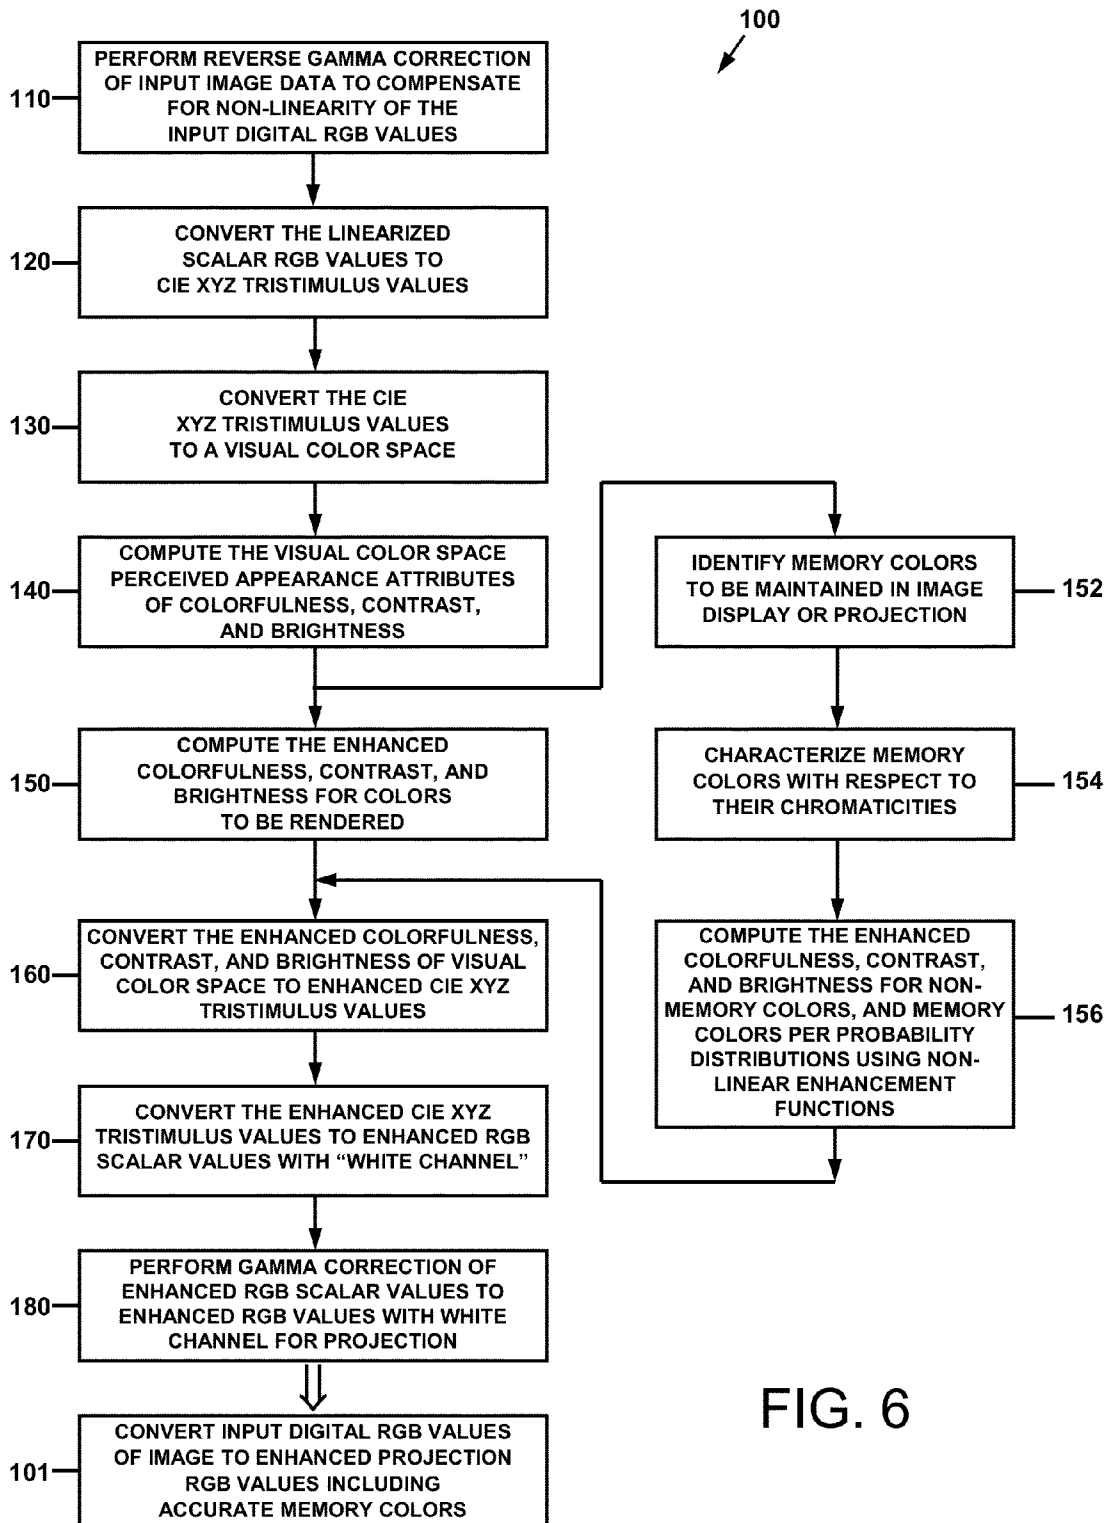 100
110
PERFORM REVERSE GAMMA CORRECTION
OF INPUT IMAGE DATA TO COMPENSATE
FOR NON-LINEARITY OF THE
INPUT DIGITAL RGB VALUES
120
CONVERT THE LINEARIZED
SCALAR RGB VALUES TO
CIE XYZ TRISTIMULUS VALUES
130
CONVERT THE CIE
XYZ TRISTIMULUS VALUES
TO A VISUAL COLOR SPACE
140
COMPUTE THE VISUAL COLOR SPACE
PERCEIVED APPEARANCE ATTRIBUTES
OF COLORFULNESS, CONTRAST,
AND BRIGHTNESS
150
COMPUTE THE ENHANCED
COLORFULNESS, CONTRAST, AND
BRIGHTNESS FOR COLORS
TO BE RENDERED
IDENTIFY MEMORY COLORS
TO BE MAINTAINED IN IMAGE
DISPLAY OR PROJECTION
152
CHARACTERIZE MEMORY
COLORS WITH RESPECT TO
THEIR CHROMATICITIES
154
COMPUTE THE ENHANCED
COLORFULNESS, CONTRAST,
AND BRIGHTNESS FOR NON-
MEMORY COLORS, AND MEMORY
COLORS PER PROBABILITY
DISTRIBUTIONS USING NON-
LINEAR ENHANCEMENT
FUNCTIONS
156
160
CONVERT THE ENHANCED COLORFULNESS,
CONTRAST, AND BRIGHTNESS OF VISUAL
COLOR SPACE TO ENHANCED CIE XYZ
TRISTIMULUS VALUES
170
CONVERT THE ENHANCED CIE XYZ
TRISTIMULUS VALUES TO ENHANCED RGB
SCALAR VALUES WITH “WHITE CHANNEL”
180
PERFORM GAMMA CORRECTION OF
ENHANCED RGB SCALAR VALUES TO
ENHANCED RGB VALUES WITH WHITE
CHANNEL FOR PROJECTION
101
CONVERT INPUT DIGITAL RGB VALUES
OF IMAGE TO ENHANCED PROJECTION
RGB VALUES INCLUDING
ACCURATE MEMORY COLORS
FIG. 6